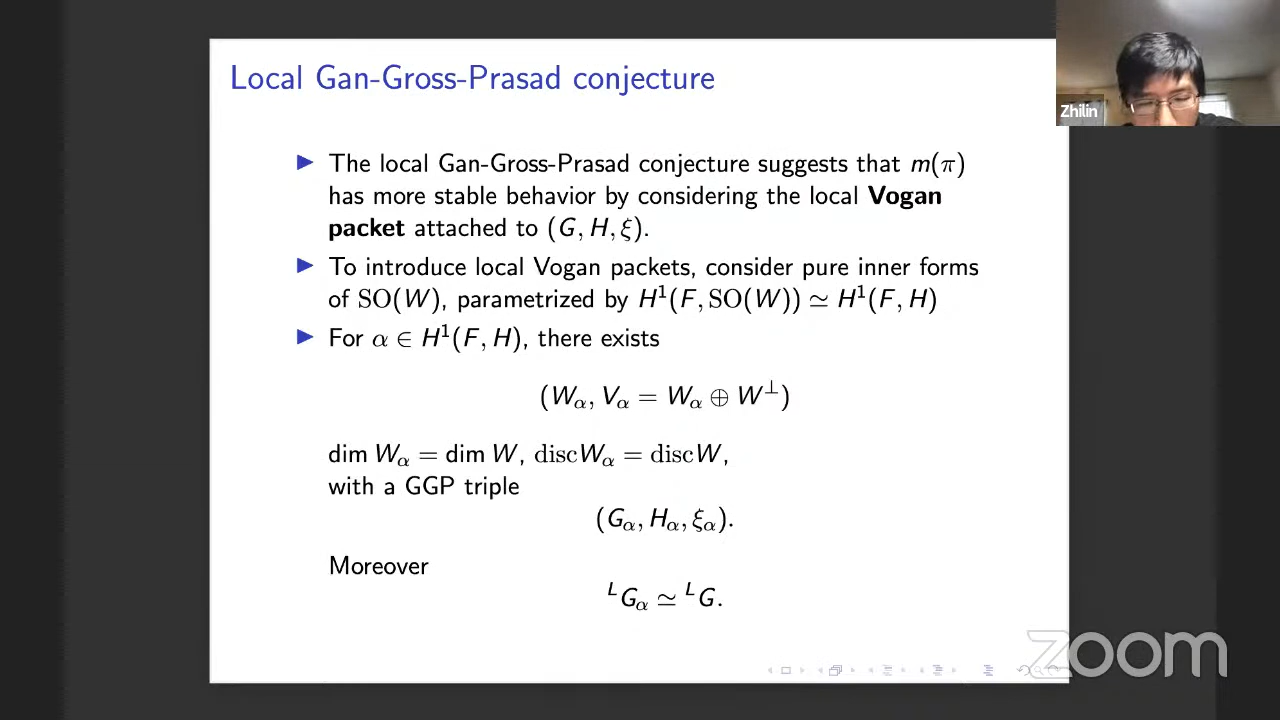 Local Gan-Gross-Prasad conjecture
Zhilin
▶ The local Gan-Gross-Prasad conjecture suggests that m(π)
has more stable behavior by considering the local Vogan
packet attached to (G, H, ξ).
▶ To introduce local Vogan packets, consider pure inner forms
of SO(W), parametrized by H¹(F, SO(W)) ≃ H¹(F, H)
▶ For α ∈ H¹(F, H), there exists
(W_α, V_α = W_α ⊕ W^⊥)
dim W_α = dim W, discW_α = discW,
with a GGP triple
(G_α, H_α, ξ_α).
Moreover
^L G_α ≃ ^L G.
zoom